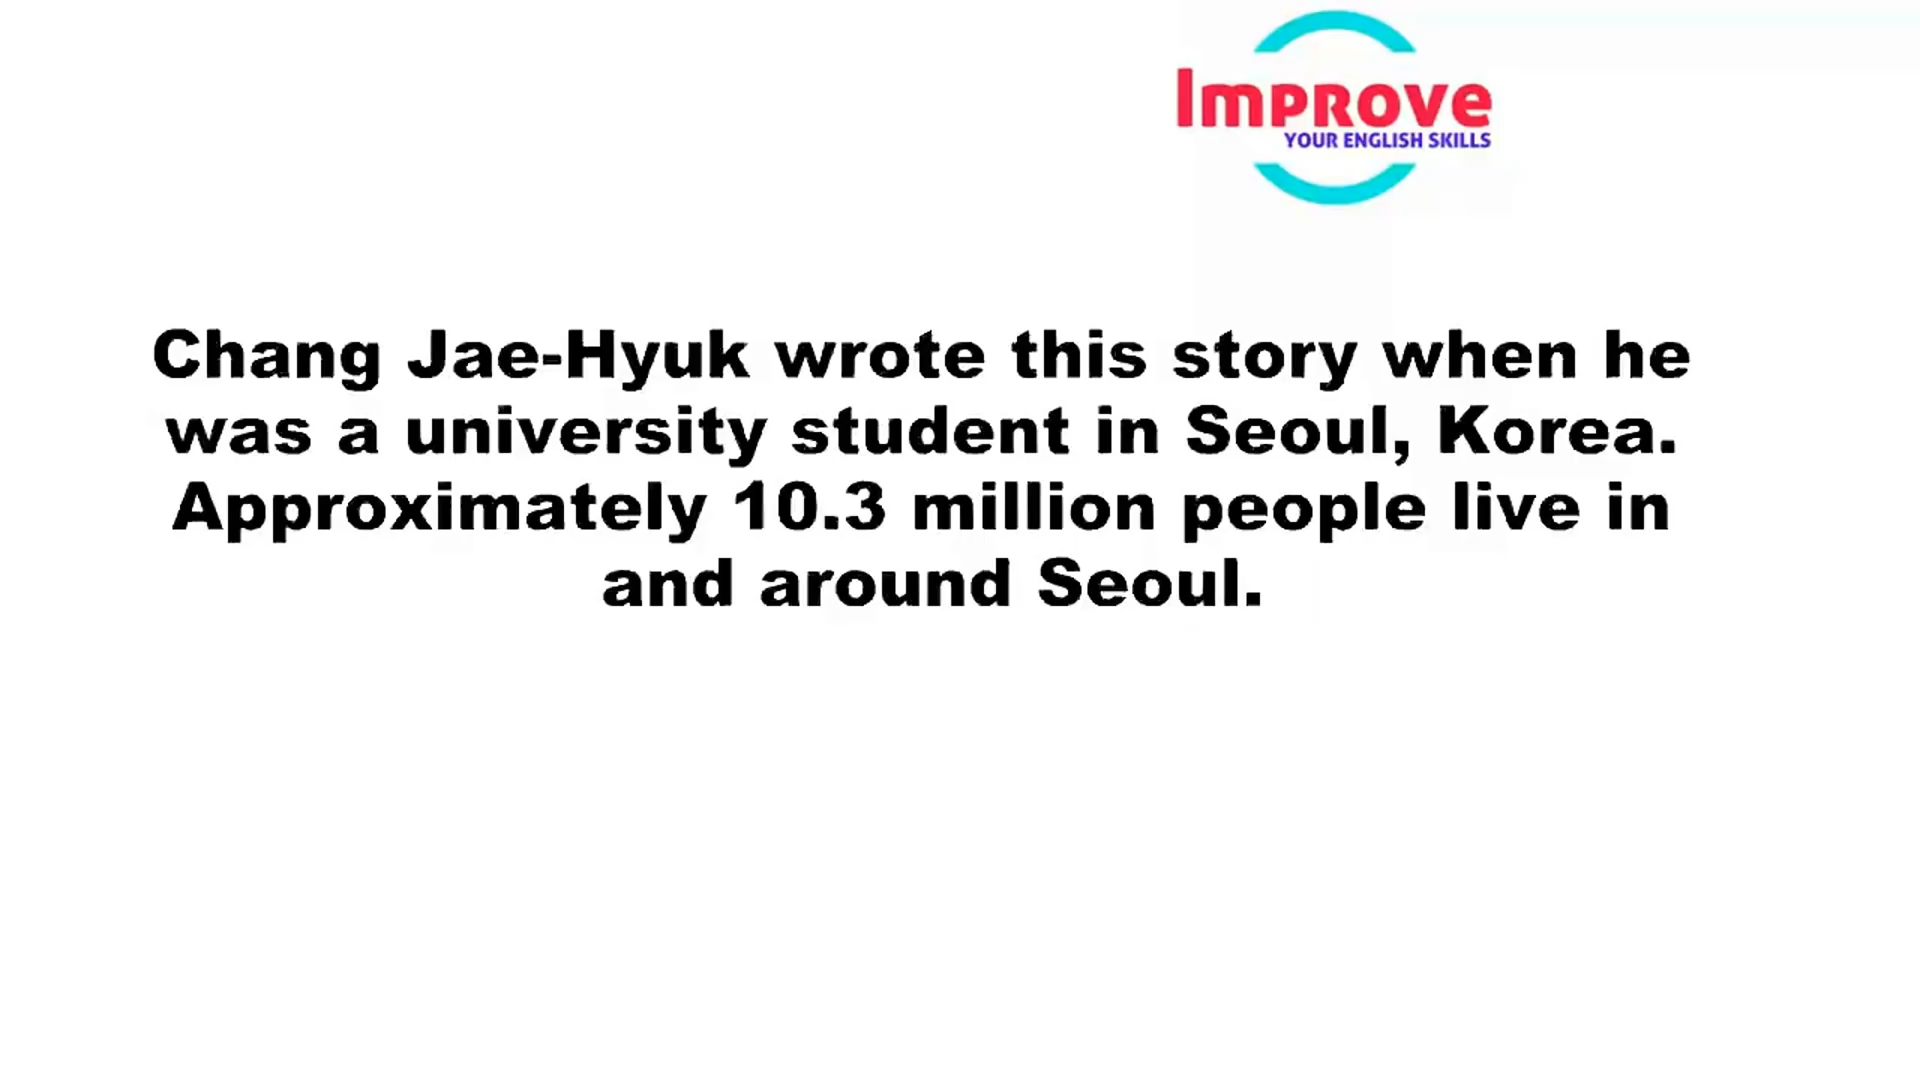 Improve
YOUR ENGLISH SKILLS
Chang Jae-Hyuk wrote this story when he
was a university student in Seoul, Korea.
Approximately 10.3 million people live in
and around Seoul.